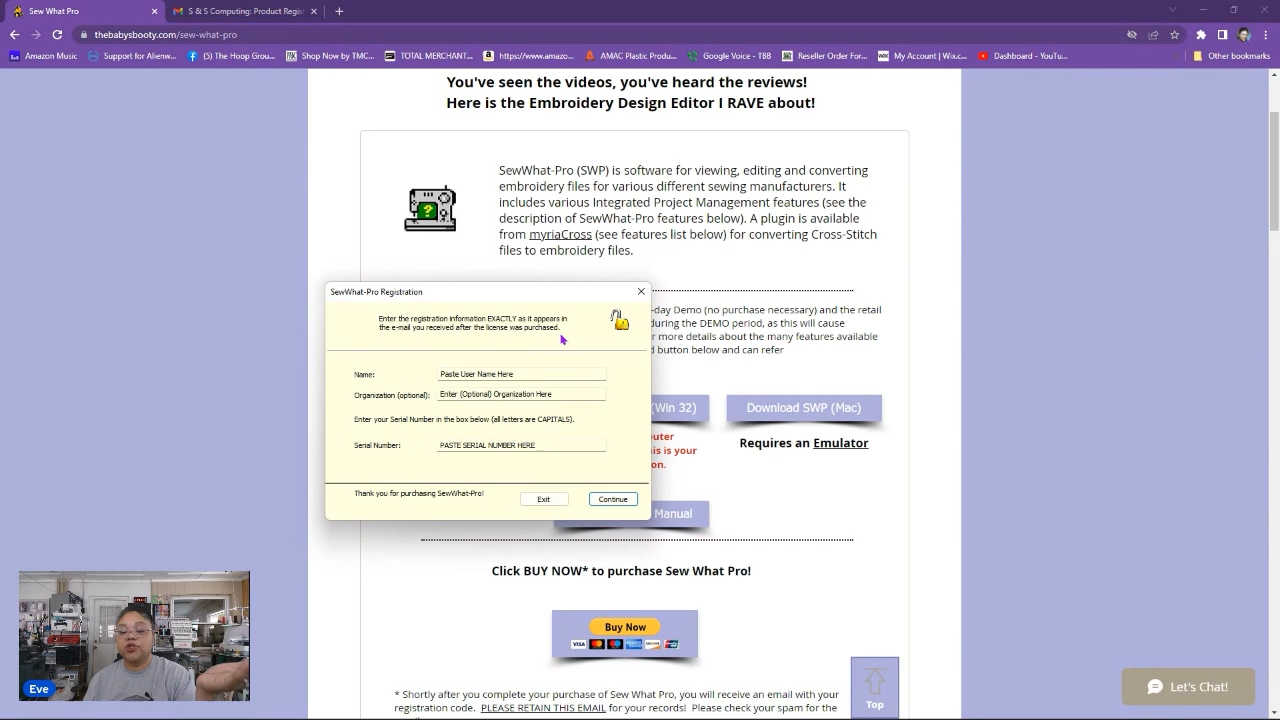 Sew What Pro
S & S Computing: Product Regist
thebabysbooty.com/sew-what-pro
Amazon Music
Support for Alienw...
(5) The Hoop Grou...
Shop Now by TMC...
TOTAL MERCHANT...
https://www.amazo...
AMAC Plastic Produ...
Google Voice - TBB
Reseller Order For...
WIX
My Account | Wix.c...
Dashboard - YouTu...
Other bookmarks
You've seen the videos, you've heard the reviews!
Here is the Embroidery Design Editor I RAVE about!
SewWhat-Pro (SWP) is software for viewing, editing and converting
embroidery files for various different sewing manufacturers. It
includes various Integrated Project Management features (see the
description of SewWhat-Pro features below). A plugin is available
from myriaCross (see features list below) for converting Cross-Stitch
files to embroidery files.
?
-day Demo (no purchase necessary) and the retail
during the DEMO period, as this will cause
r more details about the many features available
d button below and can refer
SewWhat-Pro Registration
Enter the registration information EXACTLY as it appears in
the e-mail you received after the license was purchased.
Name:
Paste User Name Here
Organization (optional):
Enter (Optional) Organization Here
Enter your Serial Number in the box below (all letters are CAPITALS).
Serial Number:
PASTE SERIAL NUMBER HERE
Thank you for purchasing SewWhat-Pro!
Exit
Continue
(Win 32)
Download SWP (Mac)
puter
his is your
on.
Requires an Emulator
Manual
Click BUY NOW* to purchase Sew What Pro!
Buy Now
VISA
DISCOVER
* Shortly after you complete your purchase of Sew What Pro, you will receive an email with your
registration code. PLEASE RETAIN THIS EMAIL for your records! Please check your spam for the
Top
Let's Chat!
Eve